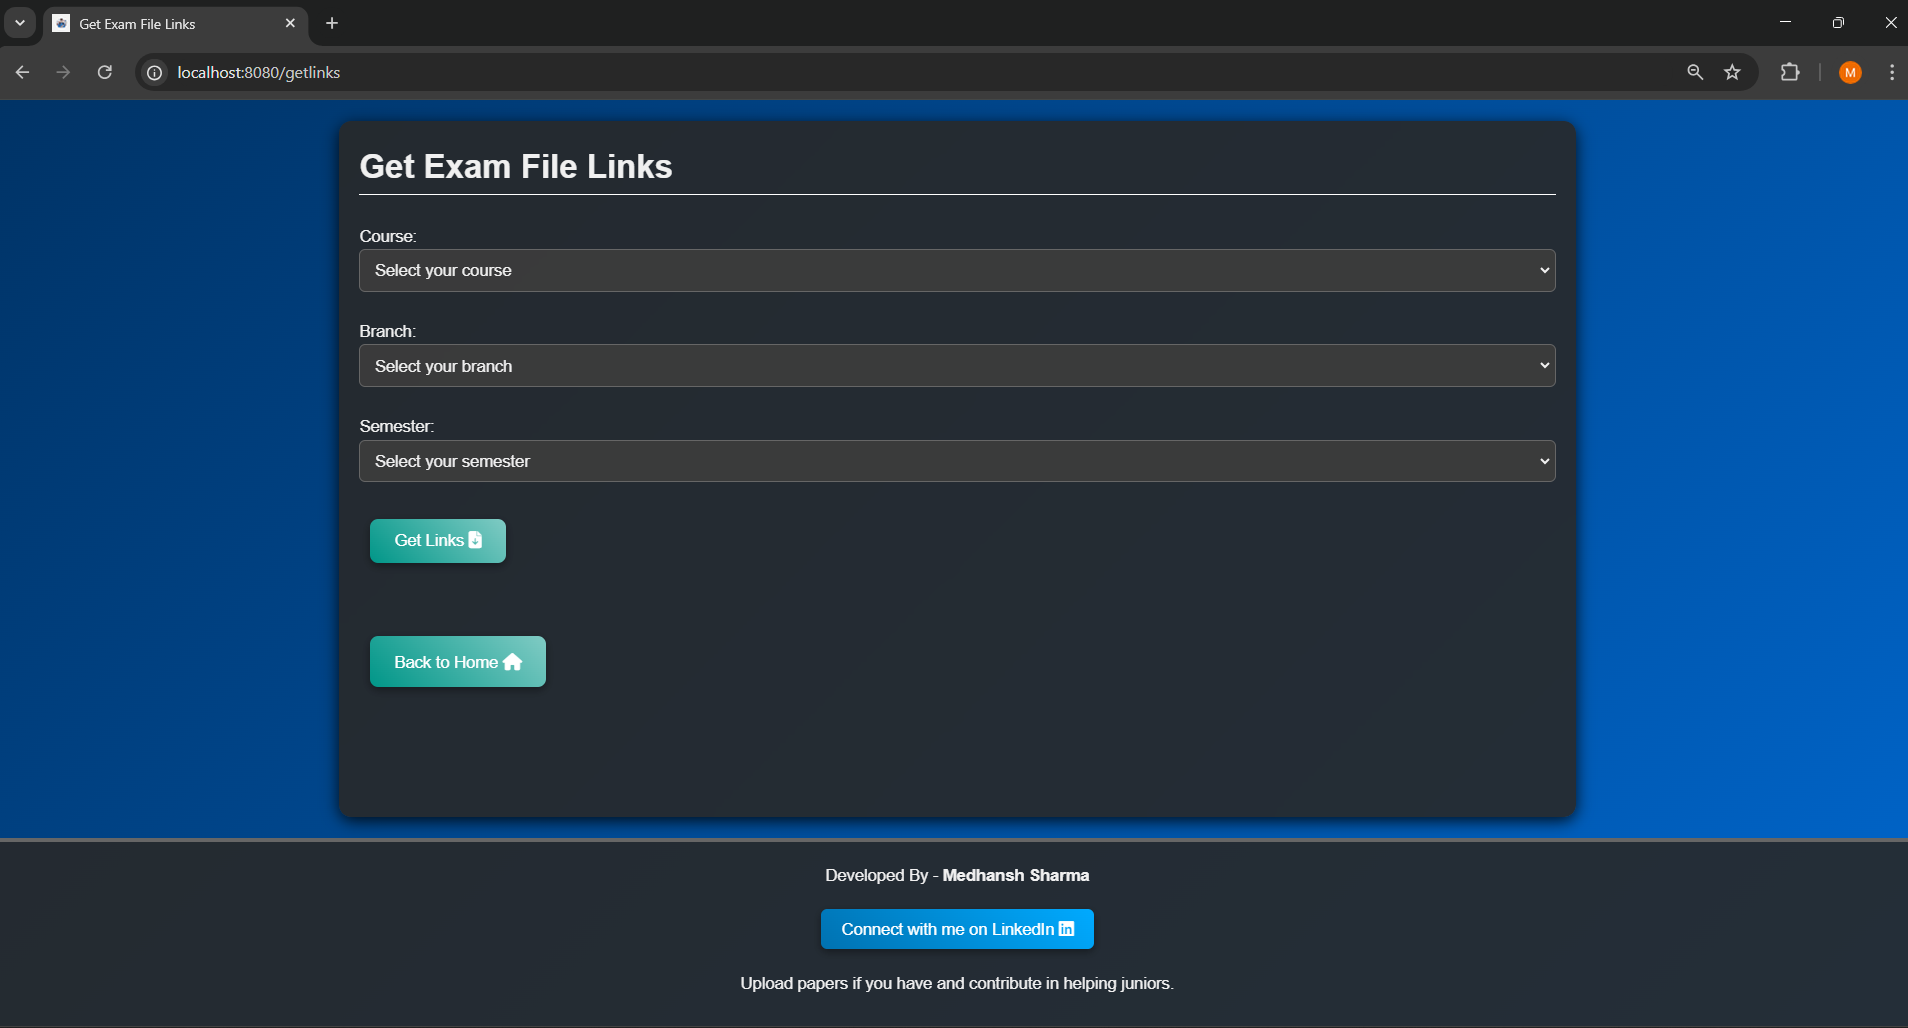 Get Exam File Links
localhost:8080/getlinks
M
Get Exam File Links
Course:
Select your course
Branch:
Select your branch
Semester:
Select your semester
Get Links
Back to Home
Developed By - Medhansh Sharma
Connect with me on LinkedIn in
Upload papers if you have and contribute in helping juniors.